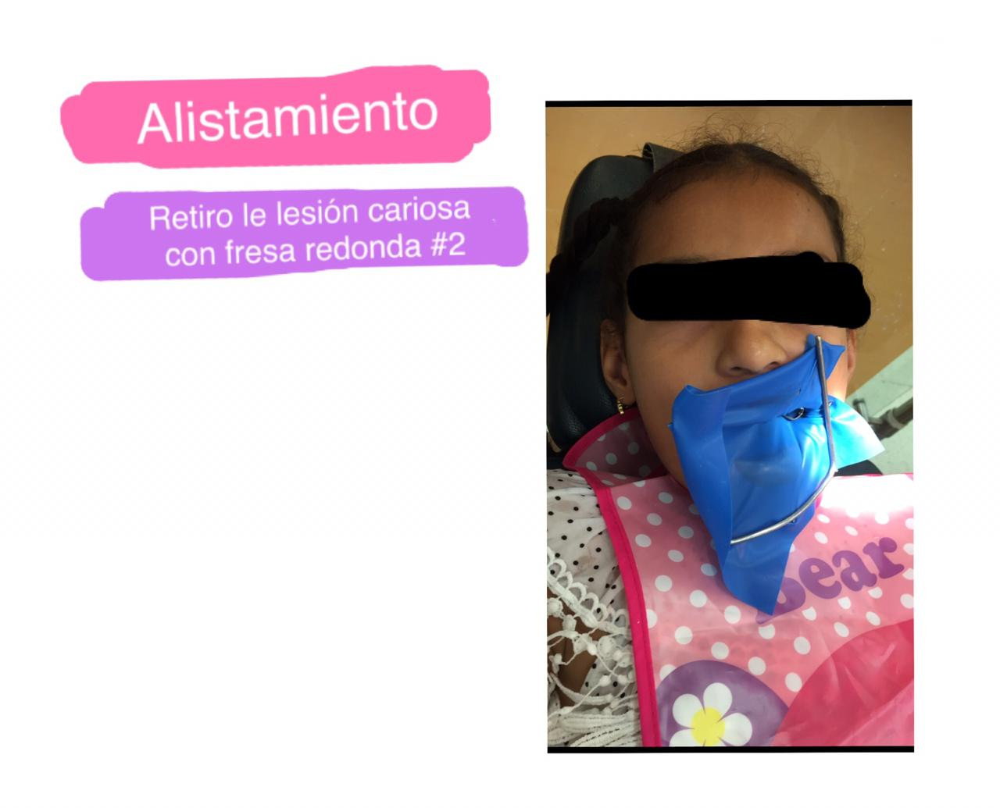 Alistamiento
Retiro le lesión cariosa
con fresa redonda #2
bear